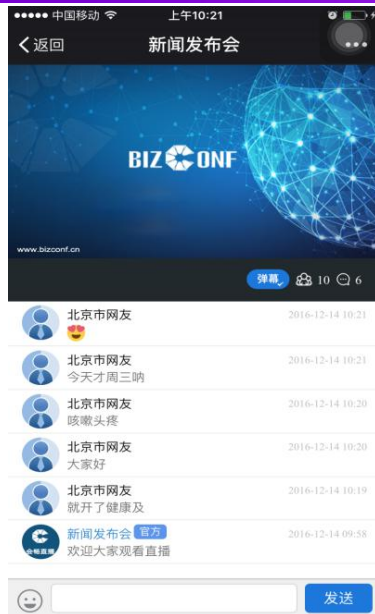 中国移动 上午10:21
返回 新闻发布会
BIZCONF
www.bizconf.cn
弹幕 10 6
北京市网友 2016-12-14 10:21
北京市网友 2016-12-14 10:21
今天才周三呐
北京市网友 2016-12-14 10:20
咳嗽头疼
北京市网友 2016-12-14 10:20
大家好
北京市网友 2016-12-14 10:19
就开了健康及
新闻发布会 官方 2016-12-14 09:58
欢迎大家观看直播
会畅直播
发送